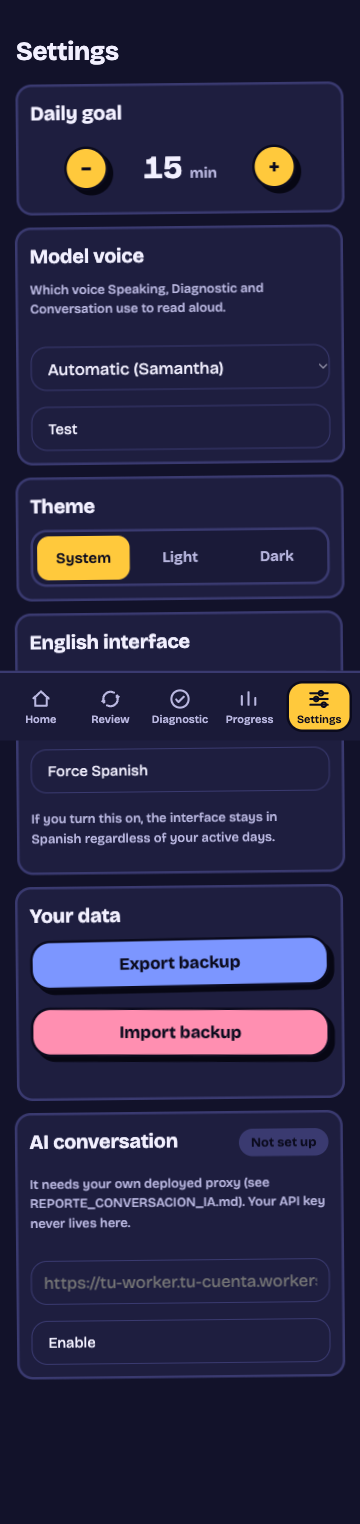 Settings
Daily goal
-
15 min
+
Model voice
Which voice Speaking, Diagnostic and
Conversation use to read aloud.
Automatic (Samantha)
Test
Theme
System
Light
Dark
English interface
Home
Review
Diagnostic
Progress
Settings
Force Spanish
If you turn this on, the interface stays in
Spanish regardless of your active days.
Your data
Export backup
Import backup
AI conversation
Not set up
It needs your own deployed proxy (see
REPORTE_CONVERSACION_IA.md). Your API key
never lives here.
https://tu-worker.tu-cuenta.workers
Enable